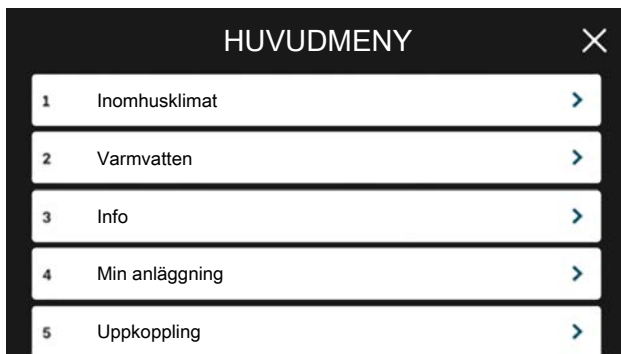 HUVUDMENY
1 Inomhusklimat
2 Varmvatten
3 Info
4 Min anläggning
5 Uppkoppling